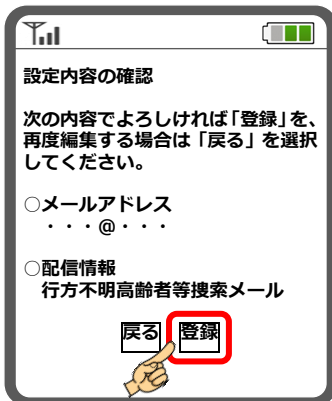 設定内容の確認
次の内容でよろしければ「登録」を、
再度編集する場合は「戻る」を選択
してください。
○メールアドレス
・・・@・・・
○配信情報
行方不明高齢者等捜索メール
戻る 登録